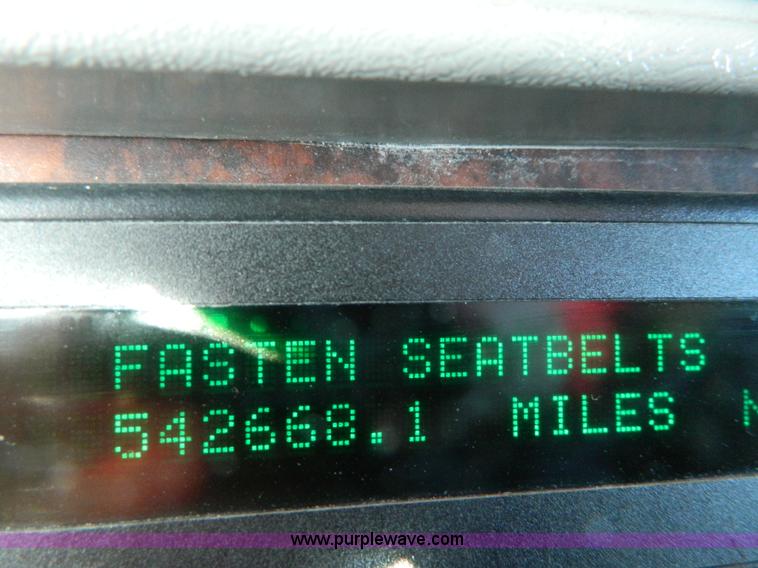 FASTEN SEATBELTS
542668.1 MILES N
www.purplewave.com